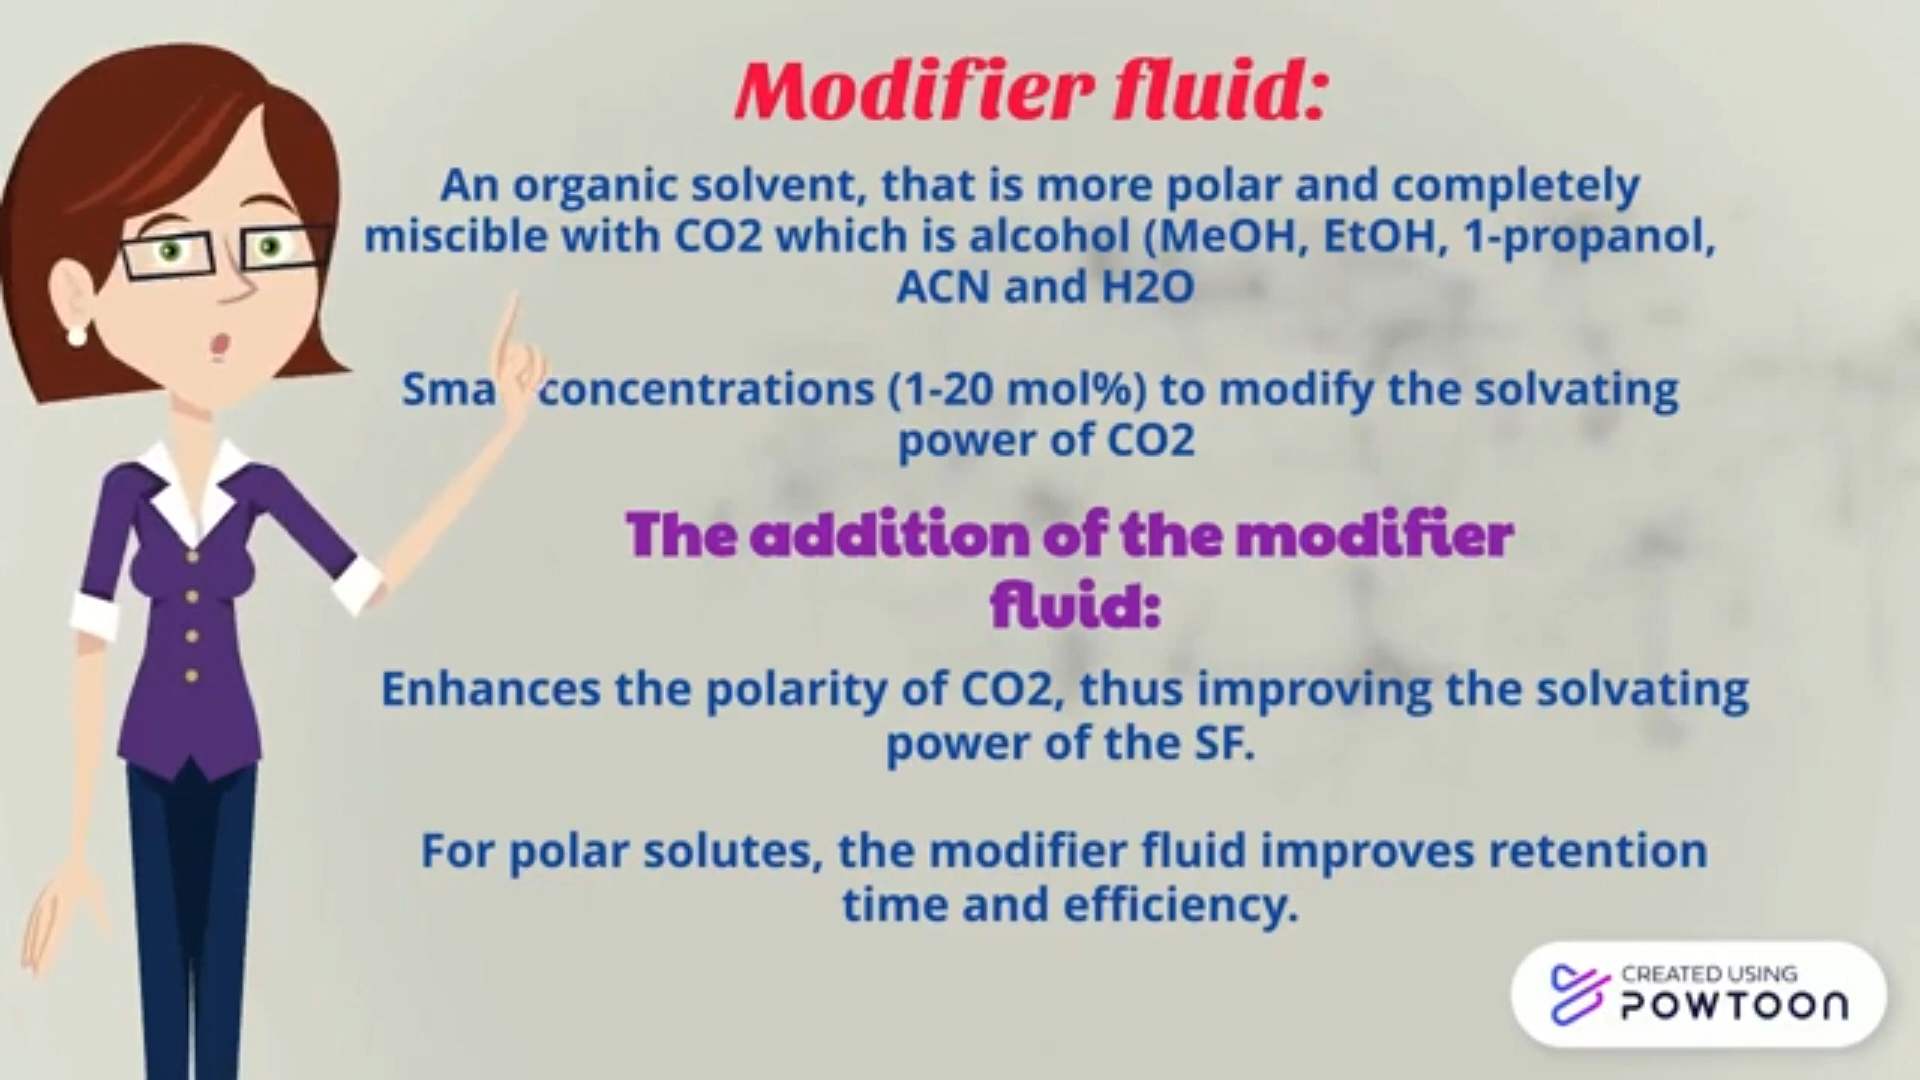 Modifier fluid:
An organic solvent, that is more polar and completely
miscible with CO2 which is alcohol (MeOH, EtOH, 1-propanol,
ACN and H2O
concentrations (1-20 mol%) to modify the solvating
power of CO2
The addition of the modifier
fluid:
Enhances the polarity of CO2, thus improving the solvating
power of the SF.
For polar solutes, the modifier fluid improves retention
time and efficiency.
CREATED USING
POWTOON